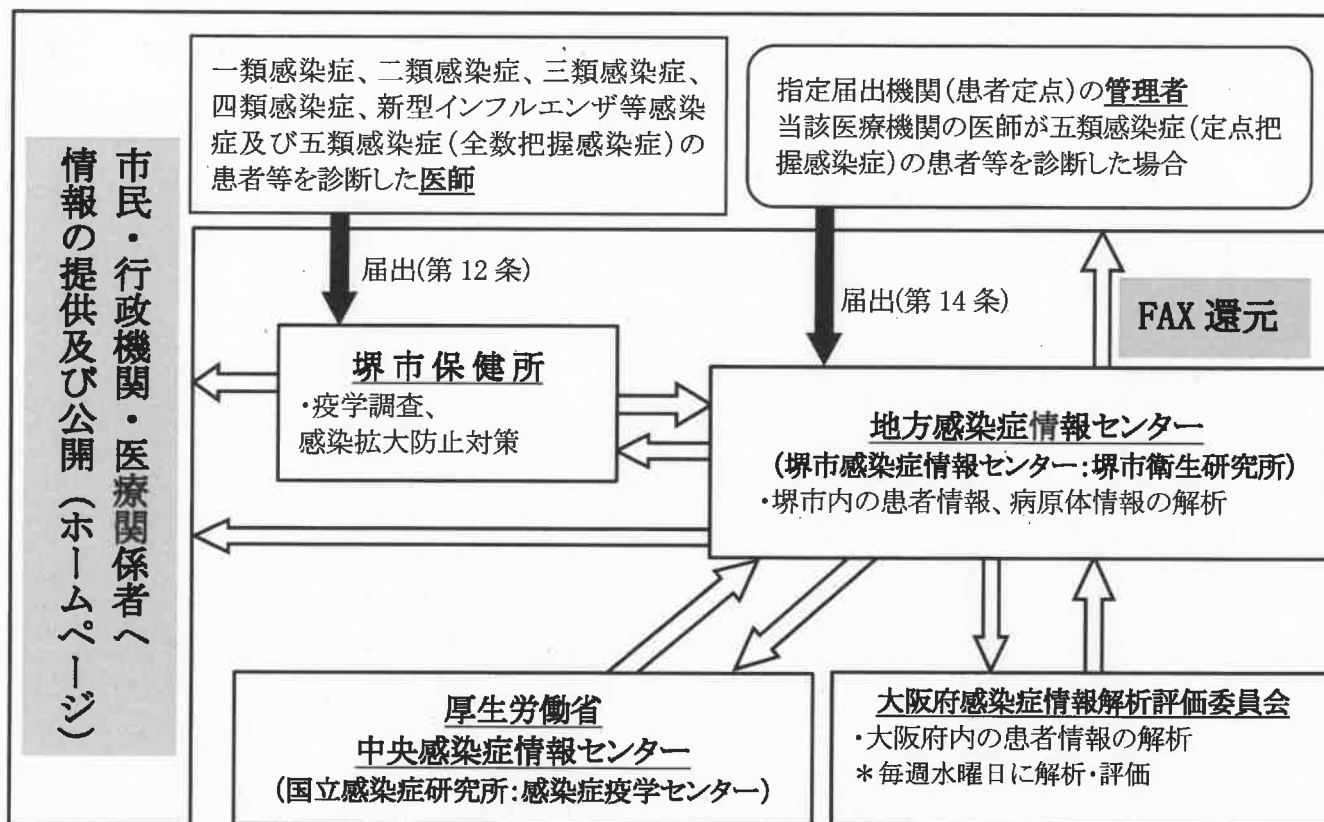 一類感染症、二類感染症、三類感染症、
四類感染症、新型インフルエンザ等感染
症及び五類感染症(全数把握感染症)の
患者等を診断した医師
指定届出機関(患者定点)の管理者
当該医療機関の医師が五類感染症(定点把
握感染症)の患者等を診断した場合
市民・行政機関・医療関係者へ
情報の提供及び公開(ホームページ)
届出(第12条)
届出(第14条)
FAX 還元
堺市保健所
・疫学調査、
感染拡大防止対策
地方感染症情報センター
(堺市感染症情報センター:堺市衛生研究所)
・堺市内の患者情報、病原体情報の解析
厚生労働省
中央感染症情報センター
(国立感染症研究所:感染症疫学センター)
大阪府感染症情報解析評価委員会
・大阪府内の患者情報の解析
＊毎週水曜日に解析・評価